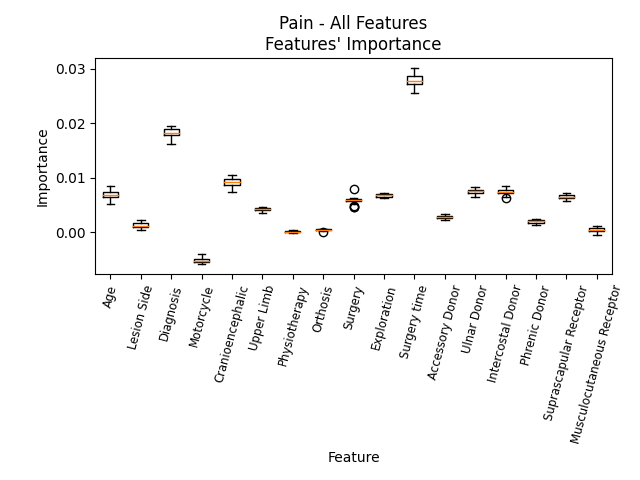 Pain - All Features
Features' Importance
Importance
0.03
0.02
0.01
0.00
Age
Lesion Side
Diagnosis
Motorcycle
Cranioencephalic
Upper Limb
Physiotherapy
Orthosis
Surgery
Exploration
Surgery time
Accessory Donor
Ulnar Donor
Intercostal Donor
Phrenic Donor
Suprascapular Receptor
Musculocutaneous Receptor
Feature